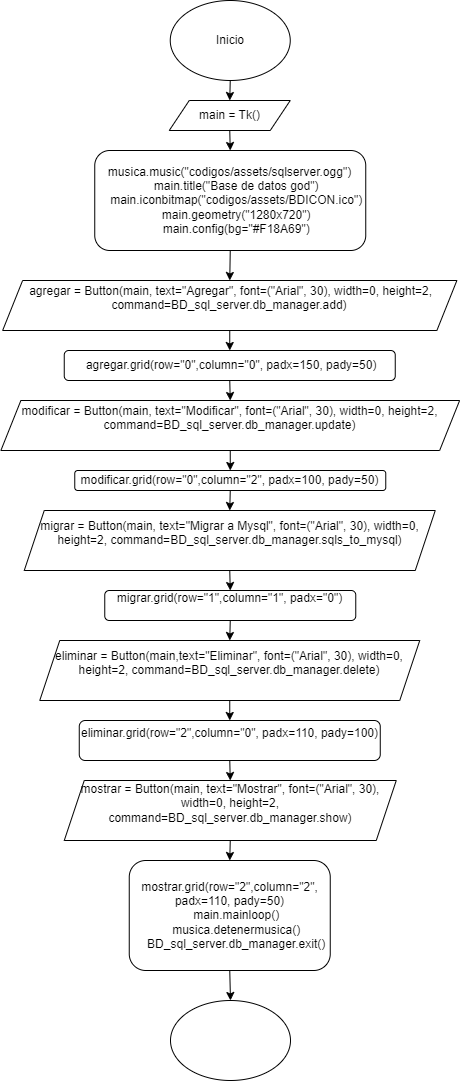 Inicio
main = Tk()
musica.music("codigos/assets/sqlserver.ogg")
main.title("Base de datos god")
main.iconbitmap("codigos/assets/BDICON.ico")
main.geometry("1280x720")
main.config(bg="#F18A69")
agregar = Button(main, text="Agregar", font=("Arial", 30), width=0, height=2,
command=BD_sql_server.db_manager.add)
agregar.grid(row="0",column="0", padx=150, pady=50)
modificar = Button(main, text="Modificar", font=("Arial", 30), width=0, height=2,
command=BD_sql_server.db_manager.update)
modificar.grid(row="0",column="2", padx=100, pady=50)
migrar = Button(main, text="Migrar a Mysql", font=("Arial", 30), width=0,
height=2, command=BD_sql_server.db_manager.sqls_to_mysql)
migrar.grid(row="1",column="1", padx="0")
eliminar = Button(main,text="Eliminar", font=("Arial", 30), width=0,
height=2, command=BD_sql_server.db_manager.delete)
eliminar.grid(row="2",column="0", padx=110, pady=100)
mostrar = Button(main, text="Mostrar", font=("Arial", 30),
width=0, height=2,
command=BD_sql_server.db_manager.show)
mostrar.grid(row="2",column="2",
padx=110, pady=50)
main.mainloop()
musica.detenermusica()
BD_sql_server.db_manager.exit()